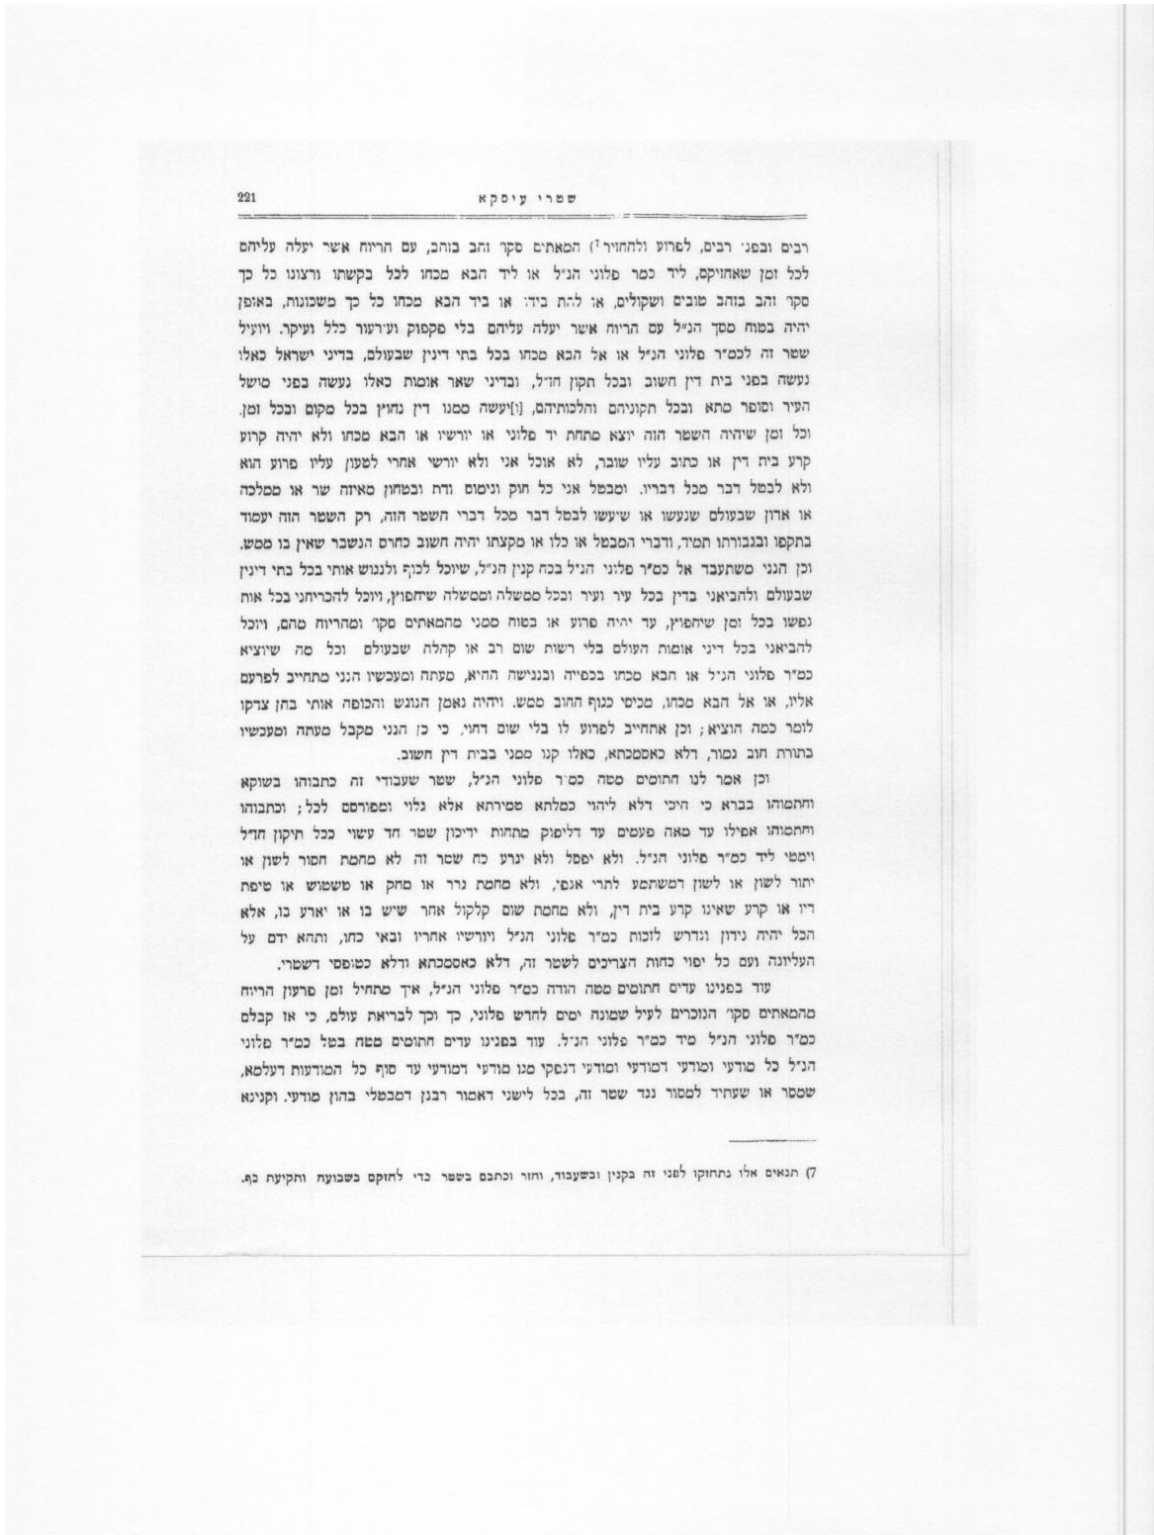 שטרי עיסקא 221
רבים ובפני רבים, לפרוע ולהחזיר⁷) המאתים סקו׳ זהב בזהב, עם הריוח אשר יעלה עליהם
לכל זמן שאחזיקם, ליד כמר פלוני הנ״ל או ליד הבא מכחו לכל בקשתו ורצונו כל כך
סקו׳ זהב בזהב טובים ושקולים, או לתת בידו או ביד הבא מכחו כל כך משכונות, באופן
יהיה בטוח מסך הנ״ל עם הריוח אשר יעלה עליהם בלי פקפוק וערעור כלל ועיקר. ויועיל
שטר זה לכמ״ר פלוני הנ״ל או אל הבא מכחו בכל בתי דינין שבעולם, בדיני ישראל כאלו
נעשה בפני בית דין חשוב ובכל תקון חז״ל, ובדיני שאר אומות כאלו נעשה בפני מושל
העיר וסופר מתא ובכל תקוניהם והלכותיהם, [ו]יעשה ממנו דין נחוץ בכל מקום ובכל זמן.
וכל זמן שיהיה השטר הזה יוצא מתחת יד פלוני או יורשיו או הבא מכחו ולא יהיה קרוע
קרע בית דין או כתוב עליו שובר, לא אוכל אני ולא יורשי אחרי לטעון עליו פרוע הוא
ולא לבטל דבר מכל דבריו. ומבטל אני כל חוק ונימוס ודת ובטחון מאיזה שר או ממלכה
או אדון שבעולם שנעשו או שיעשו לבטל דבר מכל דברי השטר הזה, רק השטר הזה יעמוד
בתקפו ובגבורתו תמיד, ודברי המבטל או כלו או מקצתו יהיה חשוב כחרס הנשבר שאין בו ממש.
וכן הנני משתעבד אל כמ״ר פלוני הנ״ל בכח קנין הנ״ל, שיוכל לכוף ולנגוש אותי בכל בתי דינין
שבעולם ולהביאני בדין בכל עיר ועיר ובכל ממשלה וממשלה שיחפוץ, ויוכל להכריחני בכל אות
נפשו בכל זמן שיחפוץ, עד יהיה פרוע או בטוח ממני מהמאתים סקו׳ ומהריוח מהם, ויוכל
להביאני בכל דיני אומות העולם בלי רשות שום רב או קהלה שבעולם וכל מה שיוציא
כמ״ר פלוני הנ״ל או הבא מכחו בכפייה ובנגישה ההיא, מעתה ומעכשיו הנני מתחייב לפרעם
אליו, או אל הבא מכחו, מכיסי כגוף החוב ממש. ויהיה נאמן הנוגש והכופה אותי בהן צדקו
לומר כמה הוציא; וכן אתחייב לפרוע לו בלי שום דחוי, כי כן הנני מקבל מעתה ומעכשיו
בתורת חוב גמור, דלא כאסמכתא, כאלו קנו ממני בבית דין חשוב.
וכן אמר לנו חתומים מטה כמ״ר פלוני הנ״ל, שטר שעבודי זה כתבוהו בשוקא
וחתמוהו בברא כי היכי דלא ליהוי כמלתא טמירתא אלא גלוי ומפורסם לכל; וכתבוהו
וחתמוהו אפילו עד מאה פעמים עד דליפוק מתחות ידיכון שטר חד עשוי ככל תיקון חז״ל
וימטי ליד כמ״ר פלוני הנ״ל. ולא יפסל ולא יגרע כח שטר זה לא מחמת חסור לשון או
יתור לשון או לשון דמשתמע לתרי אנפי, ולא מחמת גרר או מחק או טשטוש או טיפת
דיו או קרע שאינו קרע בית דין, ולא מחמת שום קלקול אחר שיש בו או יארע בו, אלא
הכל יהיה נידון ונדרש לזכות כמ״ר פלוני הנ״ל ויורשיו אחריו ובאי כחו, ותהא ידם על
העליונה ועם כל יפוי כחות הצריכים לשטר זה, דלא כאסמכתא ודלא כטופסי דשטרי.
עוד בפנינו עדים חתומים מטה הודה כמ״ר פלוני הנ״ל, איך מתחיל זמן פרעון הריוח
מהמאתים סקו׳ הנזכרים לעיל שמונה ימים לחדש פלוני, כך וכך לבריאת עולם, כי אז קבלם
כמ״ר פלוני הנ״ל מיד כמ״ר פלוני הנ״ל. עוד בפנינו עדים חתומים מטה בטל כמ״ר פלוני
הנ״ל כל מודעי ומודעי דמודעי ומודעי דנפקי מגו מודעי דמודעי עד סוף כל המודעות דעלמא,
שמסר או שעתיד למסור נגד שטר זה, בכל לישני דאמור רבנן דמבטלי בהון מודעי. וקנינא
7) תנאים אלו נתחזקו לפני זה בקנין ובשעבוד, וחזר וכתבם בשטר כדי לחזקם בשבועה ותקיעת כף.